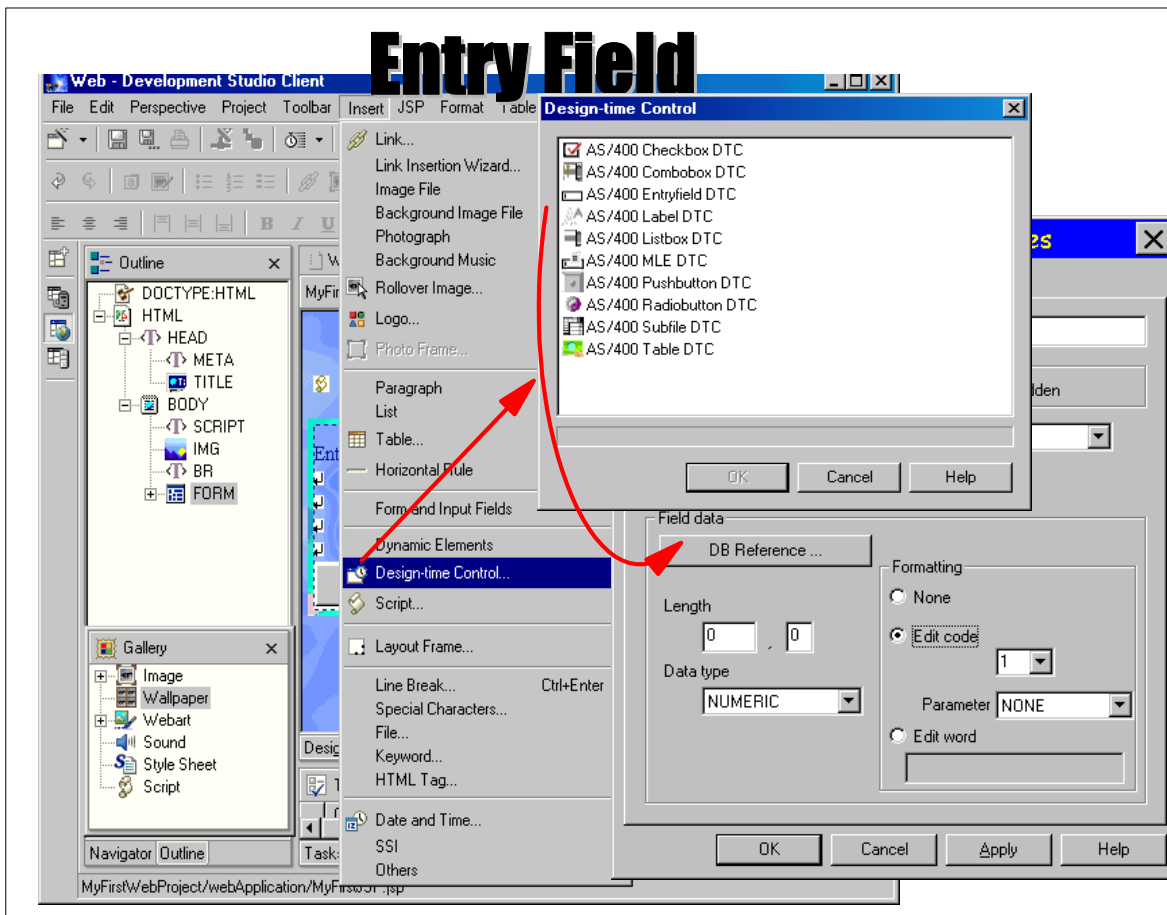 Entry Field
Web - Development Studio Client
File Edit Perspective Project Toolbar Insert JSP Format Table
Outline
DOCTYPE:HTML
HTML
HEAD
META
TITLE
BODY
SCRIPT
IMG
BR
FORM
Gallery
Image
Wallpaper
Webart
Sound
Style Sheet
Script
Navigator Outline
MyFirstWebProject/webApplication/MyFirstJSP.jsp
Link...
Link Insertion Wizard...
Image File
Background Image File
Photograph
Background Music
Rollover Image...
Logo...
Photo Frame...
Paragraph
List
Table...
Horizontal Rule
Form and Input Fields
Dynamic Elements
Design-time Control...
Script...
Layout Frame...
Line Break... Ctrl+Enter
Special Characters...
File...
Keyword...
HTML Tag...
Date and Time...
SSI
Others
Design-time Control
AS/400 Checkbox DTC
AS/400 Combobox DTC
AS/400 Entryfield DTC
AS/400 Label DTC
AS/400 Listbox DTC
AS/400 MLE DTC
AS/400 Pushbutton DTC
AS/400 Radiobutton DTC
AS/400 Subfile DTC
AS/400 Table DTC
OK Cancel Help
Field data
DB Reference ...
Length
0 , 0
Data type
NUMERIC
Formatting
None
Edit code
1
Parameter NONE
Edit word
OK Cancel Apply Help